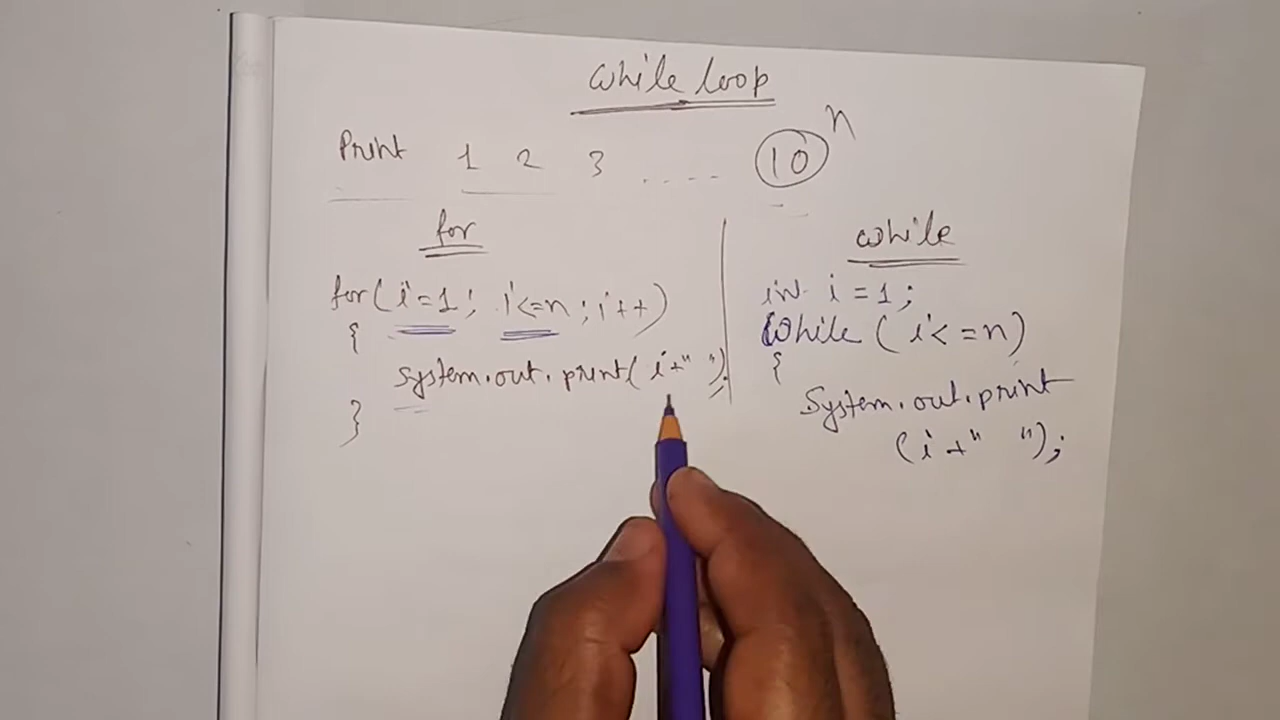 while loop
Print 1 2 3 ..... 10 n
for
for( i=1; i<=n ; i++)
{
system.out.print( i+" ");
}
while
int i = 1;
While ( i<=n)
{
System.out.print
(i +" ");